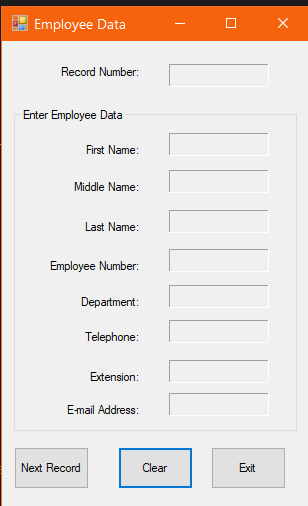 Employee Data
Record Number:
Enter Employee Data
First Name:
Middle Name:
Last Name:
Employee Number:
Department:
Telephone:
Extension:
E-mail Address:
Next Record Clear Exit